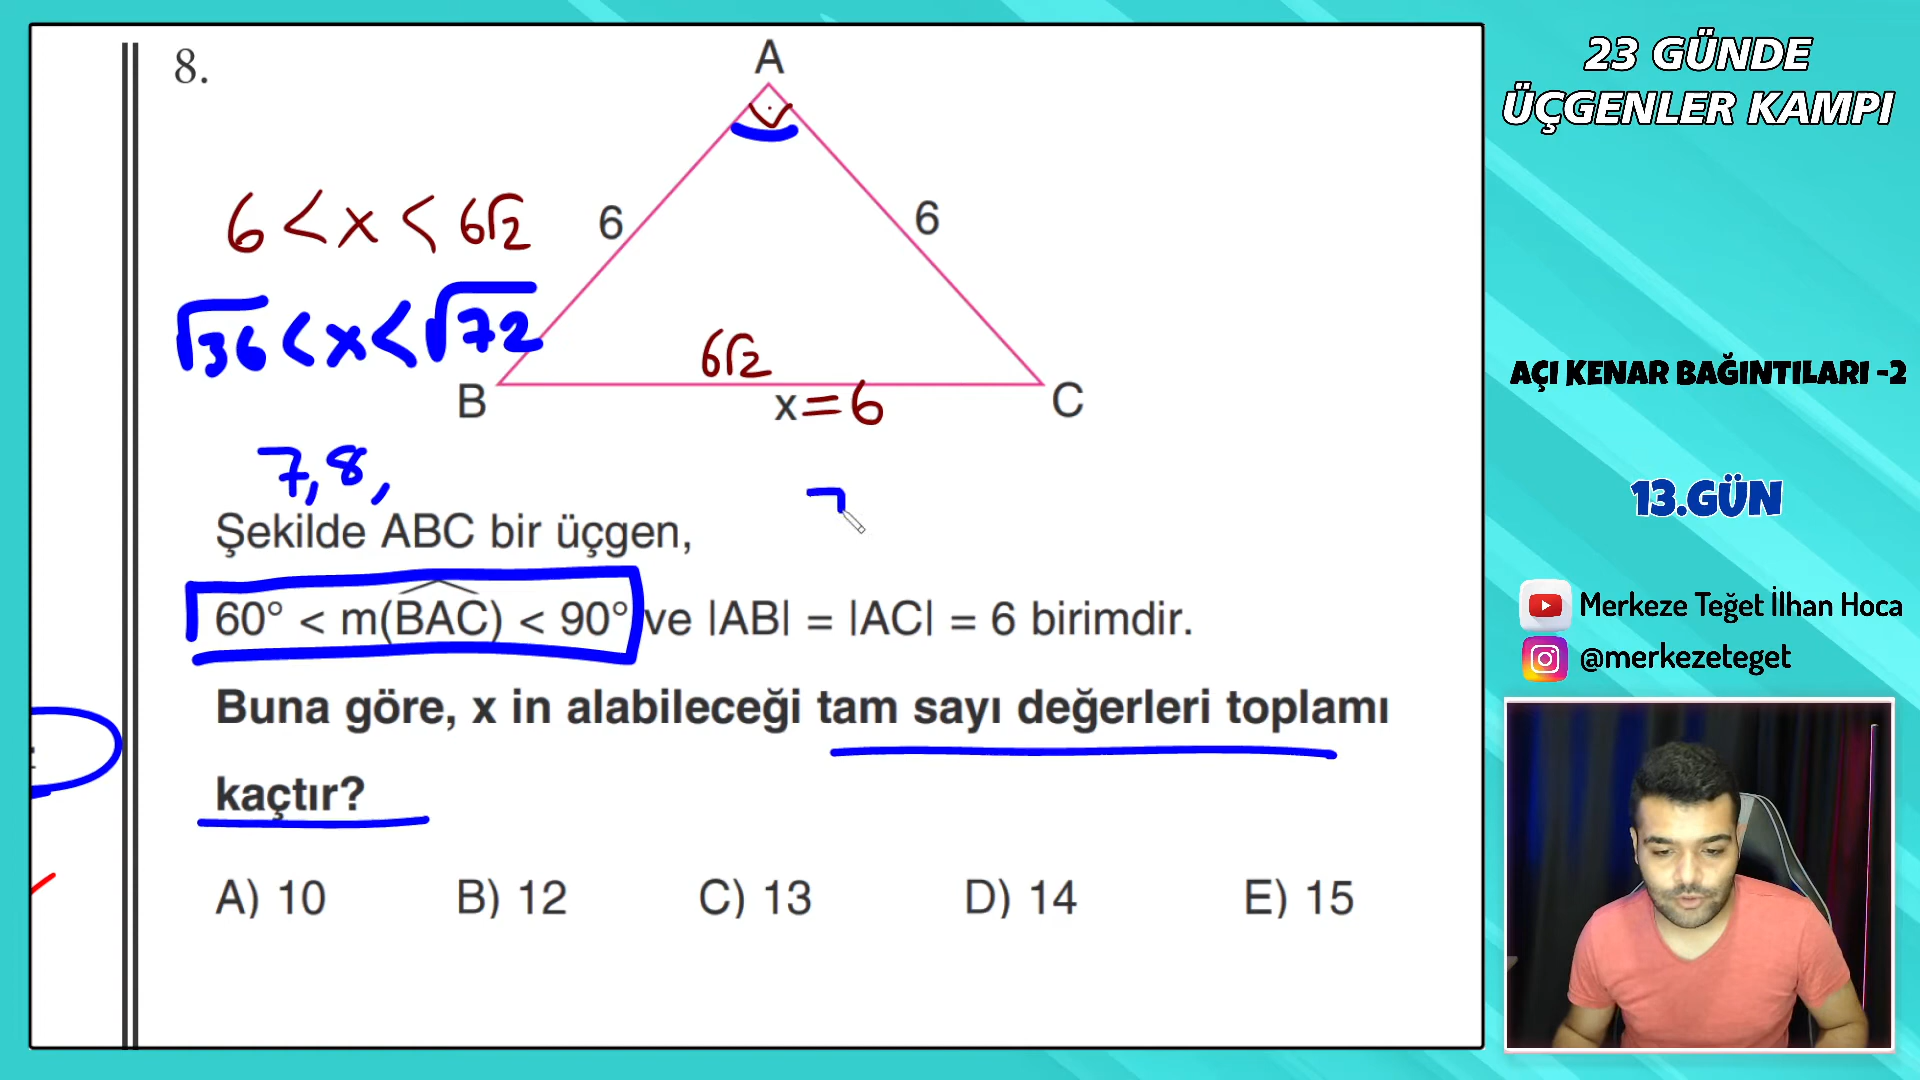 8.
A
6 < x < 6√2
6
6
√36 < x < √72
6√2
B
x = 6
C
7, 8,
7
Şekilde ABC bir üçgen,
60° < m(BAC) < 90° ve |AB| = |AC| = 6 birimdir.
Buna göre, x in alabileceği tam sayı değerleri toplamı
kaçtır?
A) 10 B) 12 C) 13 D) 14 E) 15
23 GÜNDE
ÜÇGENLER KAMPI
AÇI KENAR BAĞINTILARI -2
13.GÜN
Merkeze Teğet İlhan Hoca
@merkezeteget